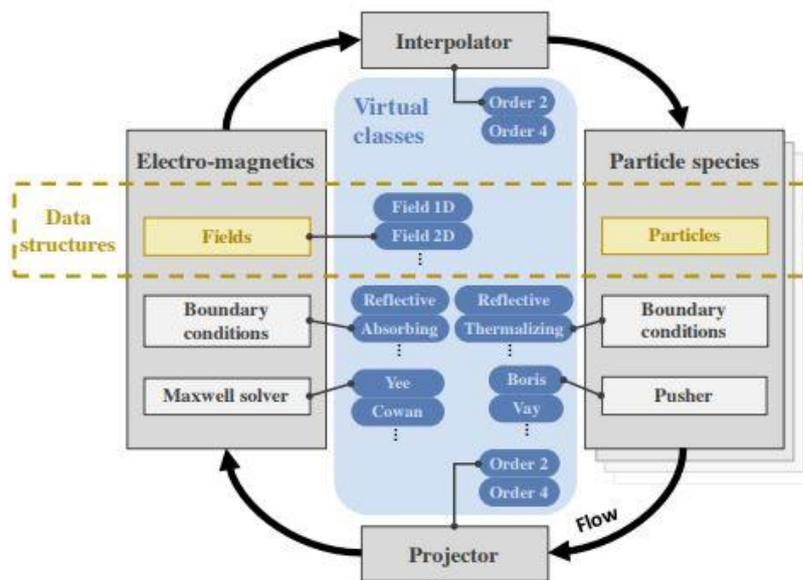 Interpolator
Virtual
classes
Order 2
Order 4
Electro-magnetics
Particle species
Data
structures
Fields
Field 1D
Field 2D
Particles
Boundary
conditions
Reflective
Absorbing
Reflective
Thermalizing
Boundary
conditions
Maxwell solver
Yee
Cowan
Boris
Vay
Pusher
Order 2
Order 4
Flow
Projector